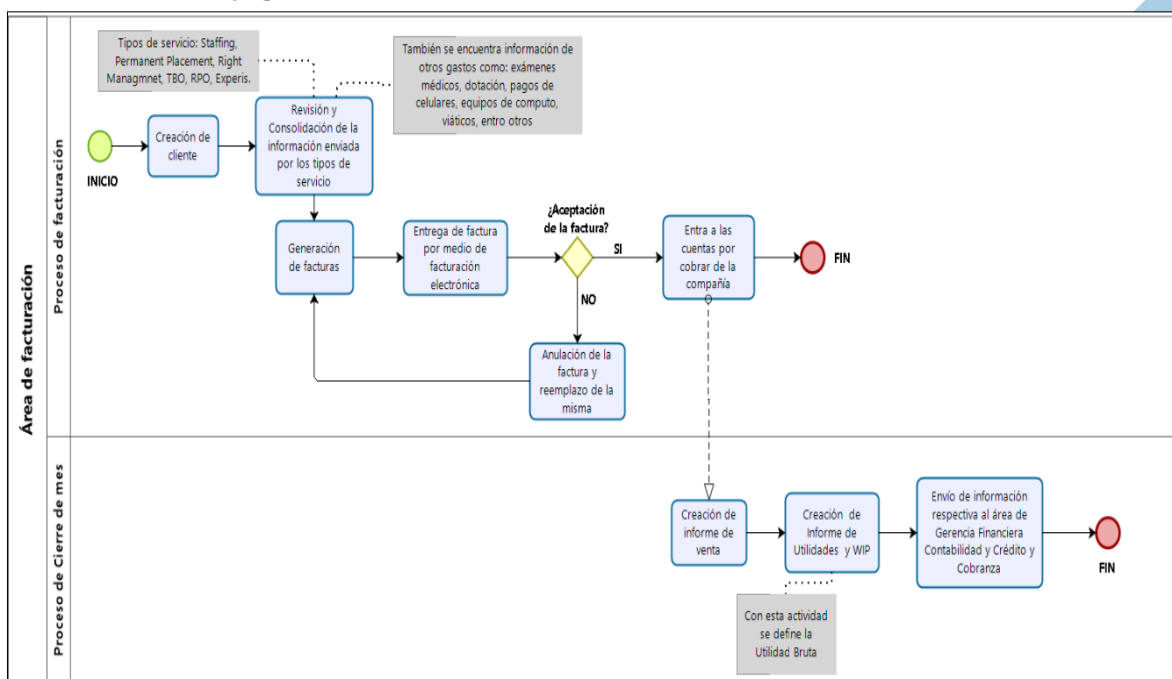 Área de facturación
Proceso de facturación
Tipos de servicio: Staffing,
Permanent Placement, Right
Managmnet, TBO, RPO, Experis.
También se encuentra información de
otros gastos como: exámenes
médicos, dotación, pagos de
celulares, equipos de computo,
viáticos, entro otros
INICIO
Creación de
cliente
Revisión y
Consolidación de la
información enviada
por los tipos de
servicio
Generación
de facturas
Entrega de factura
por medio de
facturación
electrónica
¿Aceptación
de la factura?
SI
NO
Entra a las
cuentas por
cobrar de la
compañía
FIN
Anulación de la
factura y
reemplazo de la
misma
Proceso de Cierre de mes
Creación de
informe de
venta
Creación de
Informe de
Utilidades y WIP
Envío de información
respectiva al área de
Gerencia Financiera
Contabilidad y Crédito y
Cobranza
FIN
Con esta actividad
se define la
Utilidad Bruta